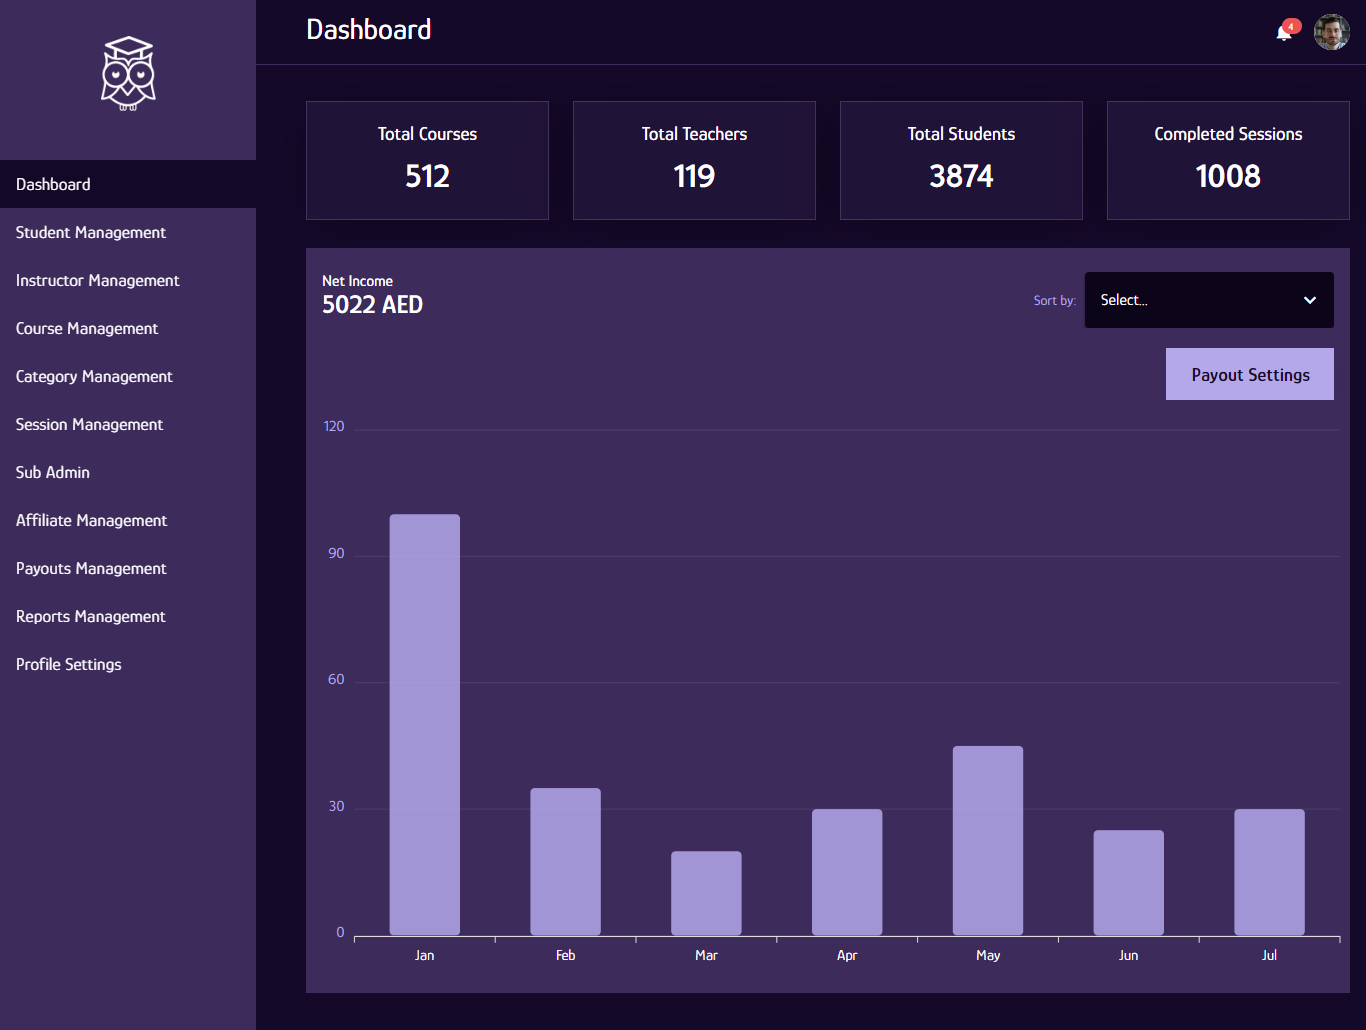 Dashboard
4
Dashboard
Student Management
Instructor Management
Course Management
Category Management
Session Management
Sub Admin
Affiliate Management
Payouts Management
Reports Management
Profile Settings
Total Courses
512
Total Teachers
119
Total Students
3874
Completed Sessions
1008
Net Income
5022 AED
Sort by:
Select...
Payout Settings
120
90
60
30
0
Jan
Feb
Mar
Apr
May
Jun
Jul